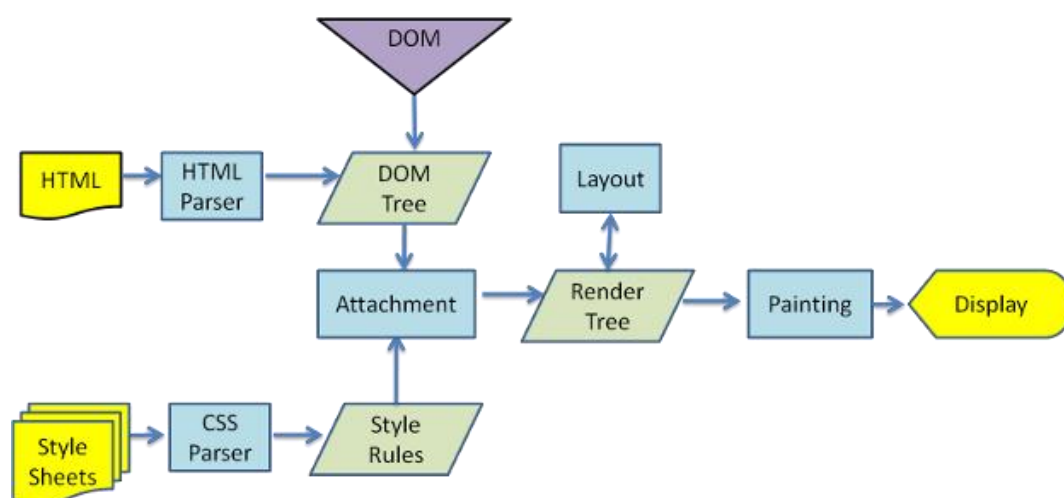 DOM
HTML
HTML
Parser
DOM
Tree
Layout
Attachment
Render
Tree
Painting
Display
Style
Sheets
CSS
Parser
Style
Rules